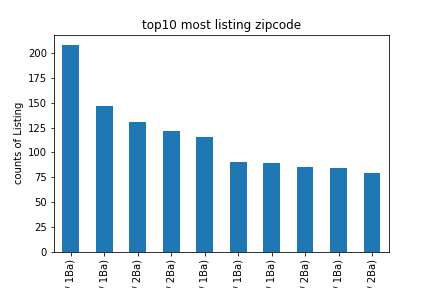 top10 most listing zipcode
counts of Listing
200
175
150
125
100
75
50
25
0
/ 1Ba)
/ 1Ba)
/ 2Ba)
/ 2Ba)
/ 1Ba)
/ 1Ba)
/ 1Ba)
/ 2Ba)
/ 1Ba)
/ 2Ba)